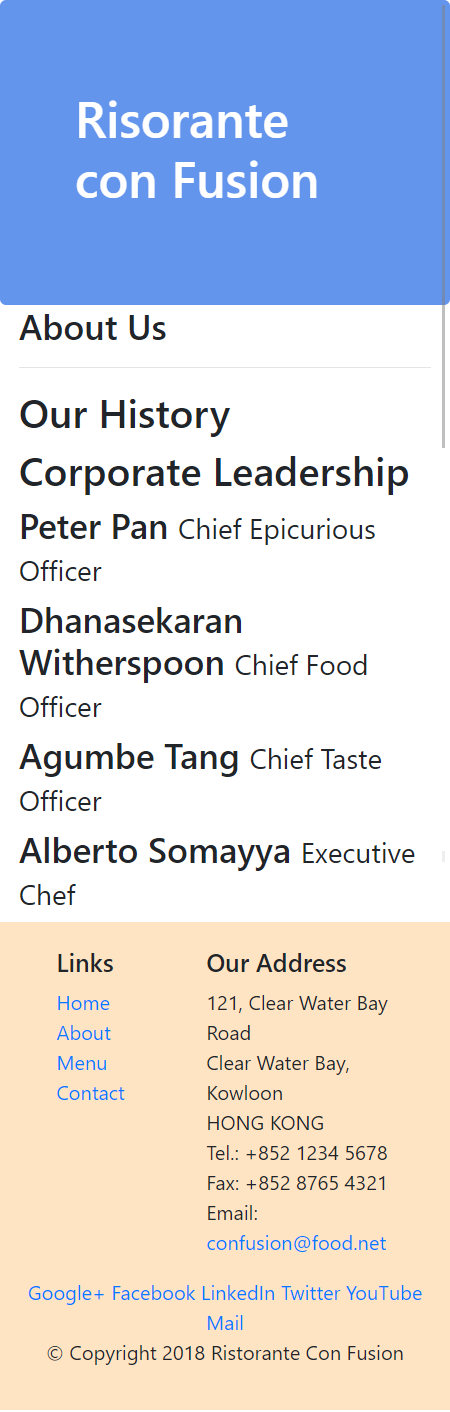 Risorante
con Fusion
About Us
Our History
Corporate Leadership
Peter Pan Chief Epicurious
Officer
Dhanasekaran
Witherspoon Chief Food
Officer
Agumbe Tang Chief Taste
Officer
Alberto Somayya Executive
Chef
Links
Home
About
Menu
Contact
Our Address
121, Clear Water Bay
Road
Clear Water Bay,
Kowloon
HONG KONG
Tel.: +852 1234 5678
Fax: +852 8765 4321
Email:
confusion@food.net
Google+ Facebook LinkedIn Twitter YouTube
Mail
© Copyright 2018 Ristorante Con Fusion